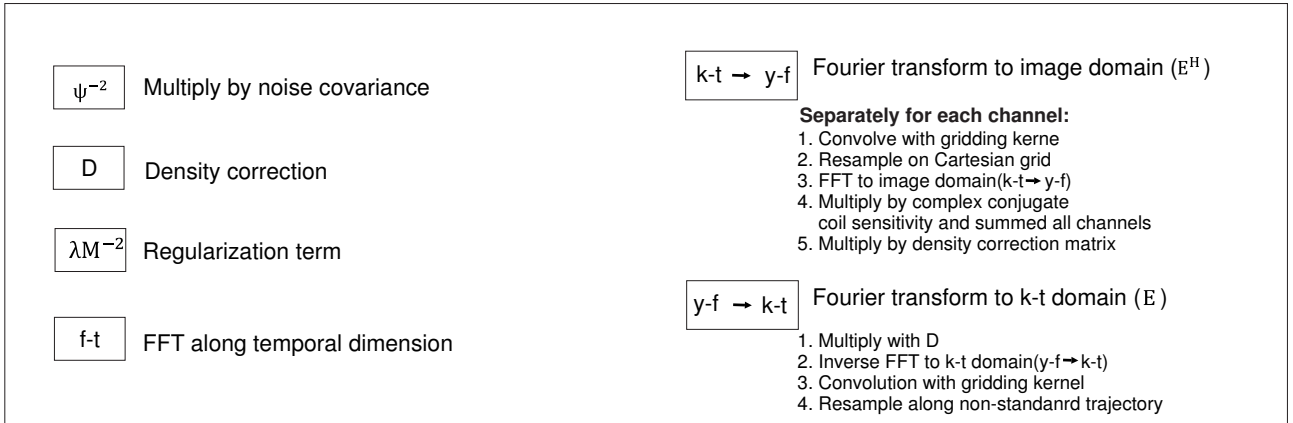 ψ⁻² Multiply by noise covariance
D Density correction
λM⁻² Regularization term
f-t FFT along temporal dimension
k-t → y-f Fourier transform to image domain (Eᴴ)
Separately for each channel:
1. Convolve with gridding kerne
2. Resample on Cartesian grid
3. FFT to image domain(k-t→ y-f)
4. Multiply by complex conjugate
coil sensitivity and summed all channels
5. Multiply by density correction matrix
y-f → k-t Fourier transform to k-t domain (E)
1. Multiply with D
2. Inverse FFT to k-t domain(y-f→k-t)
3. Convolution with gridding kernel
4. Resample along non-standanrd trajectory